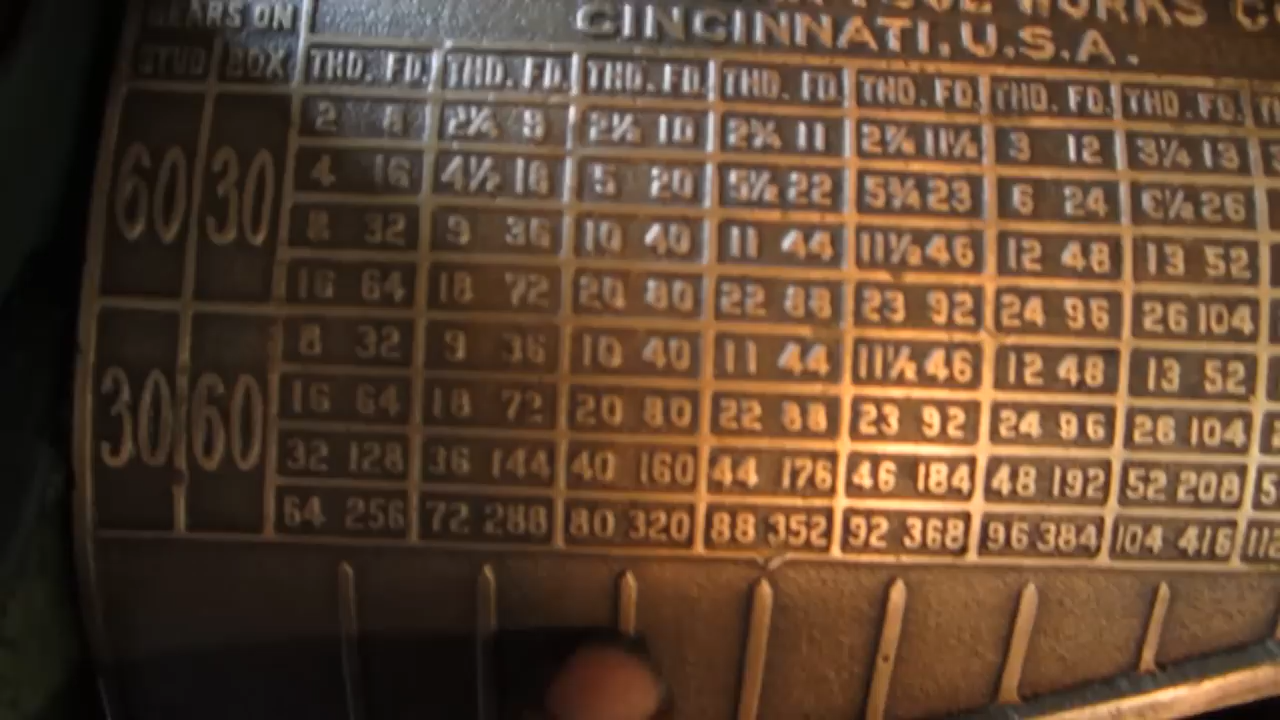 GEARS ON WORKS CO
CINCINNATI, U.S.A.
STUD BOX THD. FD. THD. FD. THD. FD. THD. FD. THD. FD. THD. FD. THD. FD.
2 8 2¼ 9 2½ 10 2¾ 11 2⅞ 11½ 3 12 3¼ 13
60 30 4 16 4½ 18 5 20 5½ 22 5¾ 23 6 24 6½ 26
8 32 9 36 10 40 11 44 11½ 46 12 48 13 52
16 64 18 72 20 80 22 88 23 92 24 96 26 104
8 32 9 36 10 40 11 44 11½ 46 12 48 13 52
30 60 16 64 18 72 20 80 22 88 23 92 24 96 26 104
32 128 36 144 40 160 44 176 46 184 48 192 52 208
64 256 72 288 80 320 88 352 92 368 96 384 104 416 112